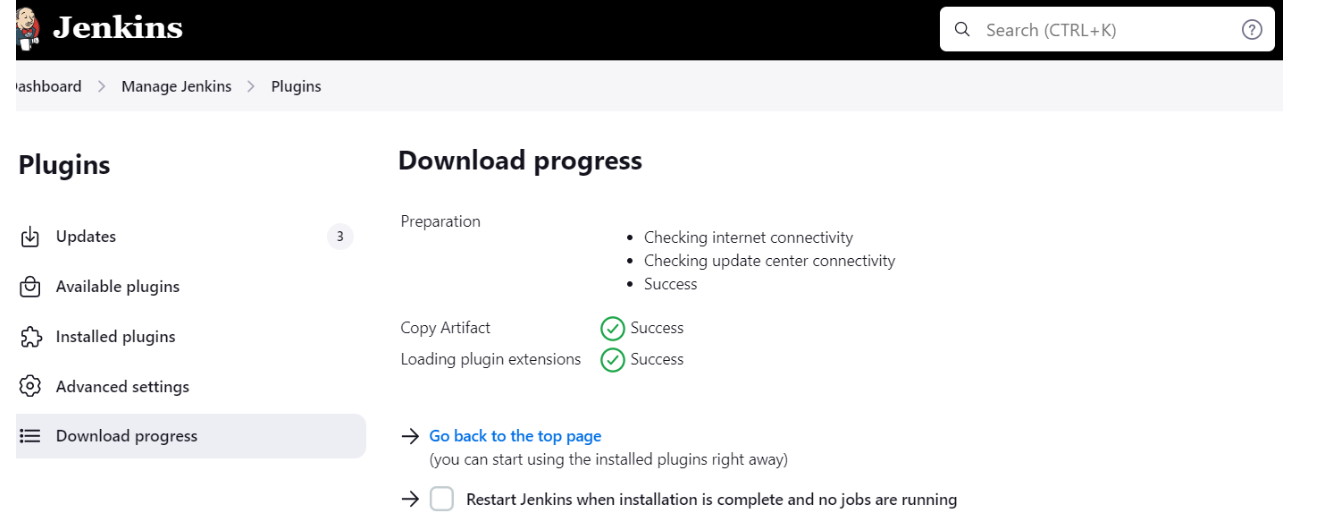 Jenkins
Search (CTRL+K)
ashboard > Manage Jenkins > Plugins
Plugins
Updates 3
Available plugins
Installed plugins
Advanced settings
Download progress
Download progress
Preparation
• Checking internet connectivity
• Checking update center connectivity
• Success
Copy Artifact Success
Loading plugin extensions Success
→ Go back to the top page
(you can start using the installed plugins right away)
→ Restart Jenkins when installation is complete and no jobs are running